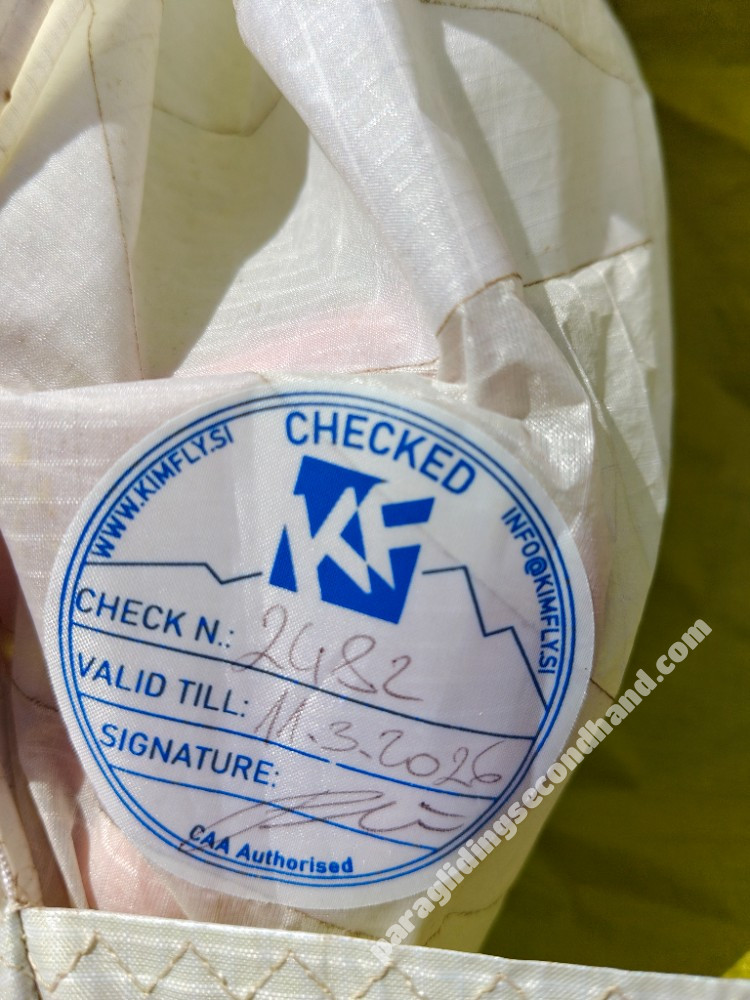 CHECKED
WWW.KIMFLY.SI
INFO@KIMFLY.SI
KF
CHECK N.: 2482
VALID TILL: 11.3.2026
SIGNATURE:
CAA Authorised
paraglidingsecondhand.com